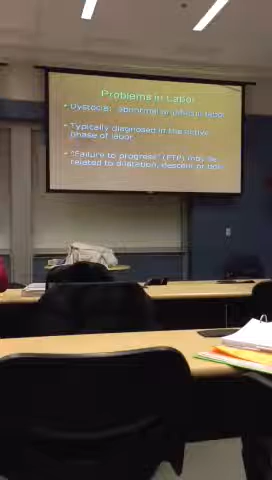 Problems in Labor
• Dystocia: abnormal or difficult labor
• Typically diagnosed in the active
phase of labor
• "Failure to progress" (FTP) may be
related to dilatation, descent or both